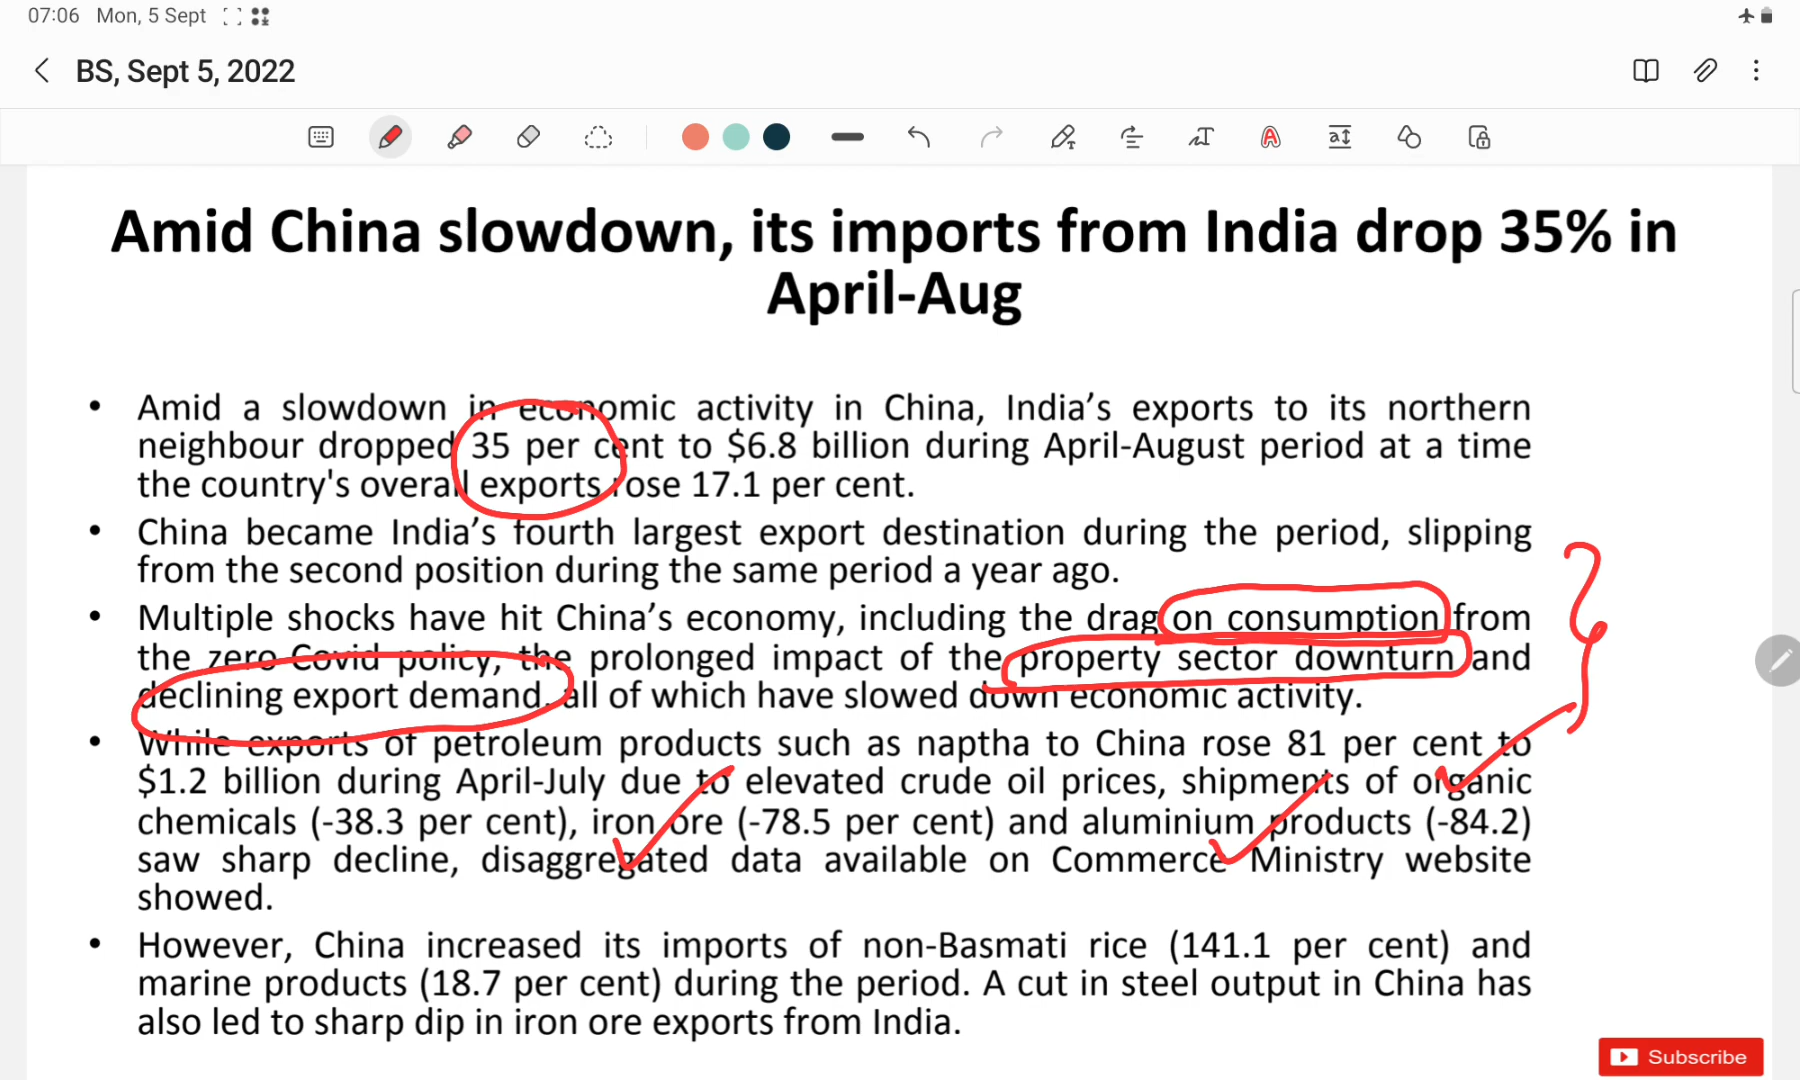 07:06 Mon, 5 Sept
BS, Sept 5, 2022
Amid China slowdown, its imports from India drop 35% in
April-Aug
• Amid a slowdown in economic activity in China, India’s exports to its northern
neighbour dropped 35 per cent to $6.8 billion during April-August period at a time
the country's overall exports rose 17.1 per cent.
• China became India’s fourth largest export destination during the period, slipping
from the second position during the same period a year ago.
• Multiple shocks have hit China’s economy, including the drag on consumption from
the zero Covid policy, the prolonged impact of the property sector downturn and
declining export demand, all of which have slowed down economic activity.
• While exports of petroleum products such as naptha to China rose 81 per cent to
$1.2 billion during April-July due to elevated crude oil prices, shipments of organic
chemicals (-38.3 per cent), iron ore (-78.5 per cent) and aluminium products (-84.2)
saw sharp decline, disaggregated data available on Commerce Ministry website
showed.
• However, China increased its imports of non-Basmati rice (141.1 per cent) and
marine products (18.7 per cent) during the period. A cut in steel output in China has
also led to sharp dip in iron ore exports from India.
Subscribe